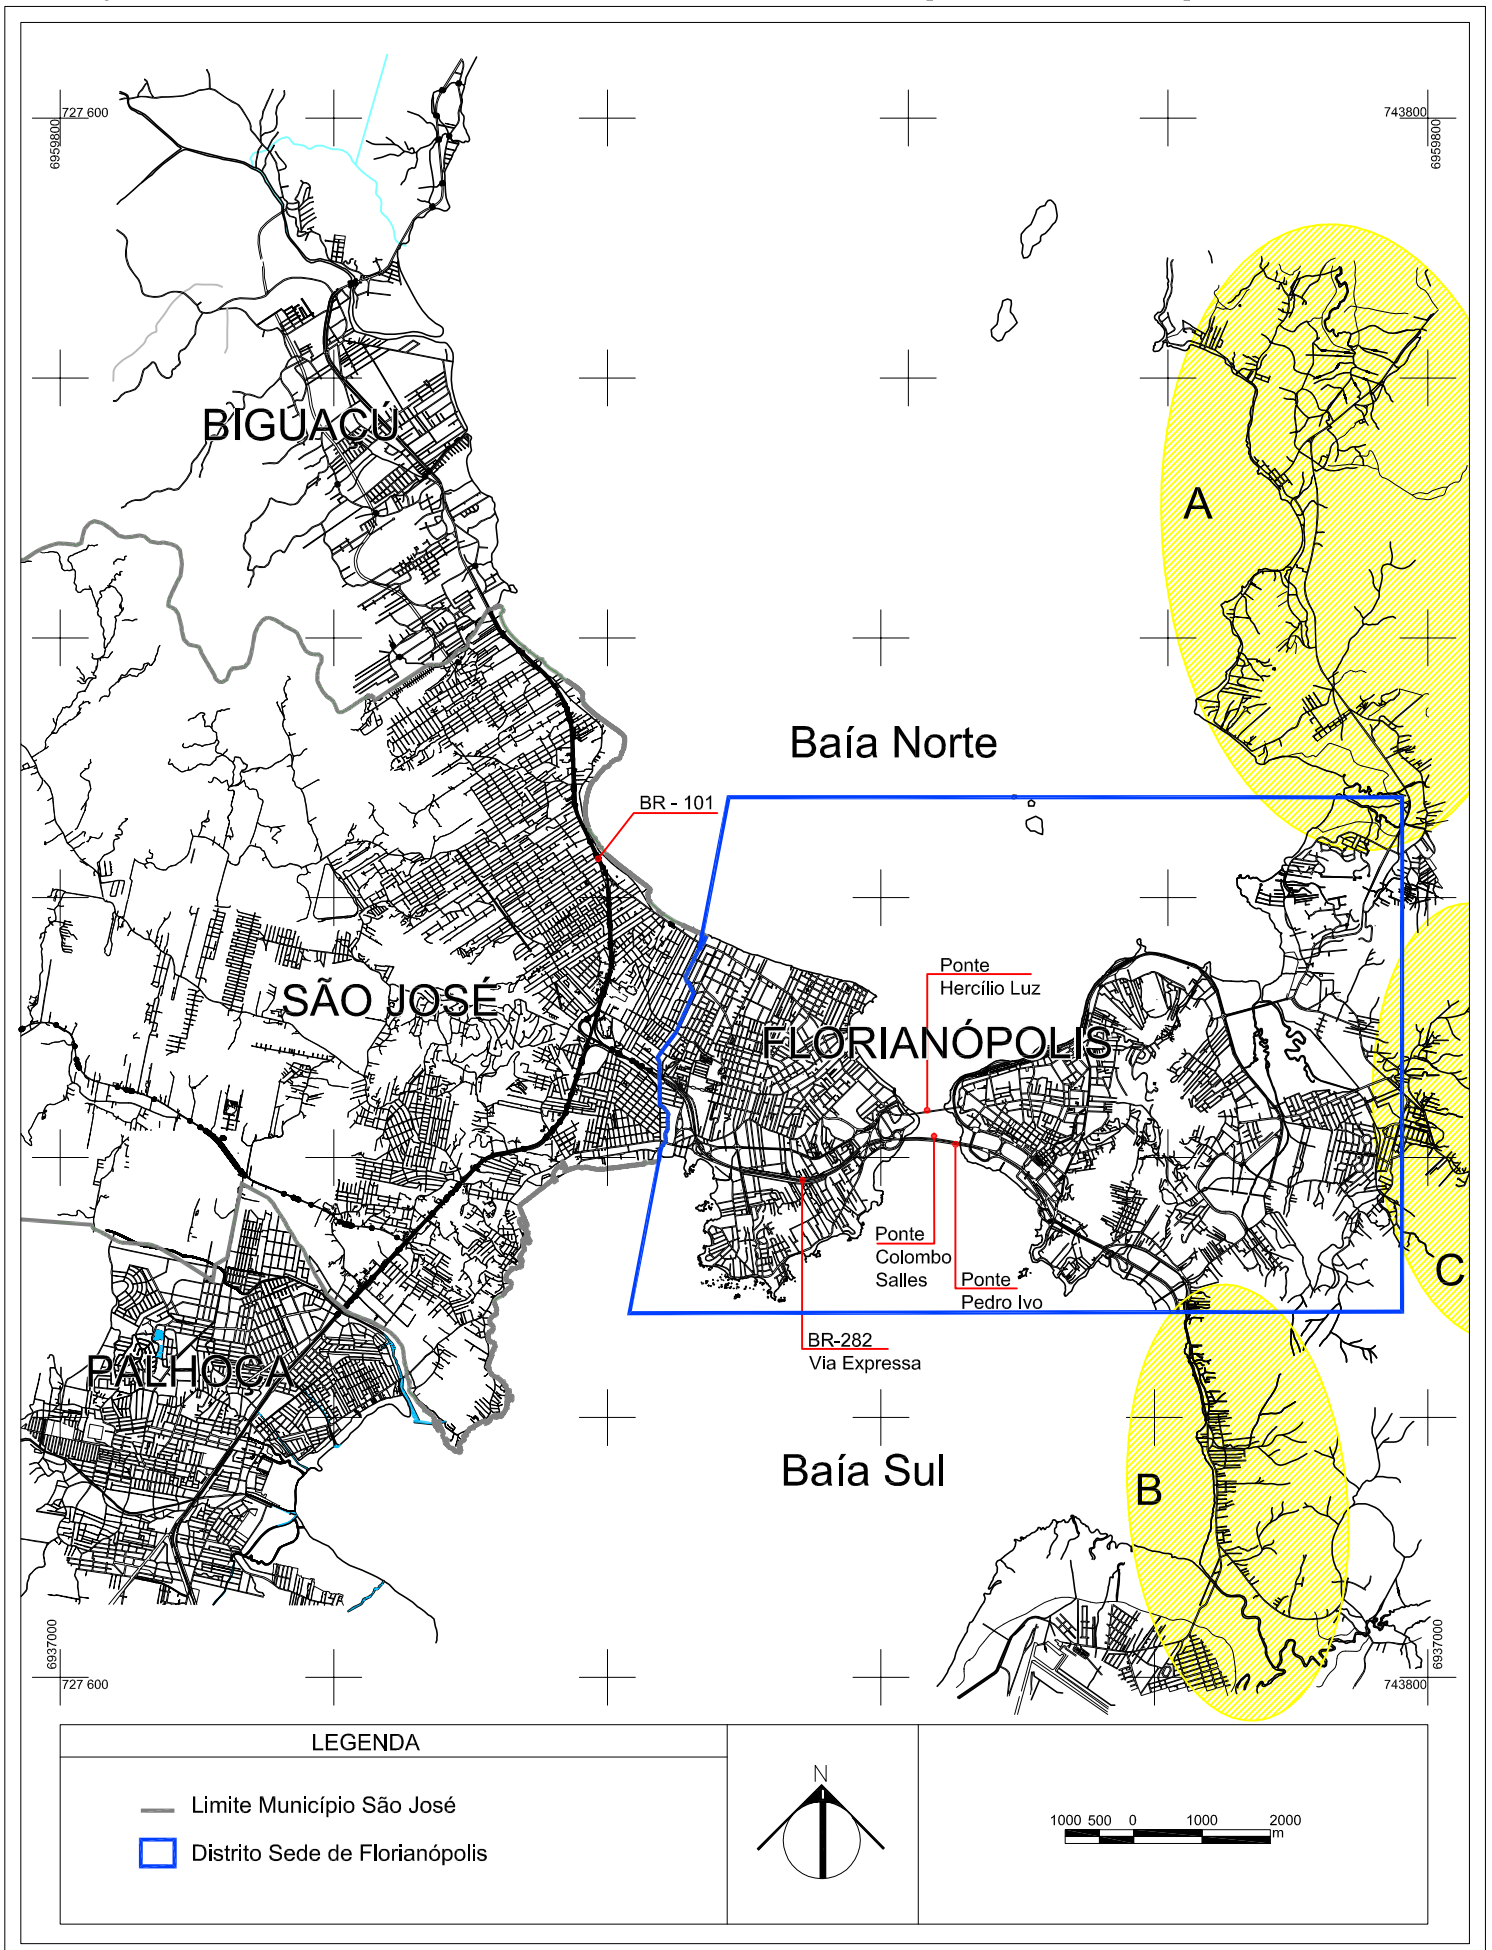 727 600
6959800
743800
6959800
BIGUAÇÚ
A
Baía Norte
BR - 101
Ponte
Hercílio Luz
SÃO JOSÉ
FLORIANÓPOLIS
Ponte
Colombo
Salles
Ponte
Pedro Ivo
C
BR-282
Via Expressa
PALHOÇA
Baía Sul
B
6937000
727 600
6937000
743800
LEGENDA
Limite Município São José
Distrito Sede de Florianópolis
N
1000 500 0 1000 2000
m